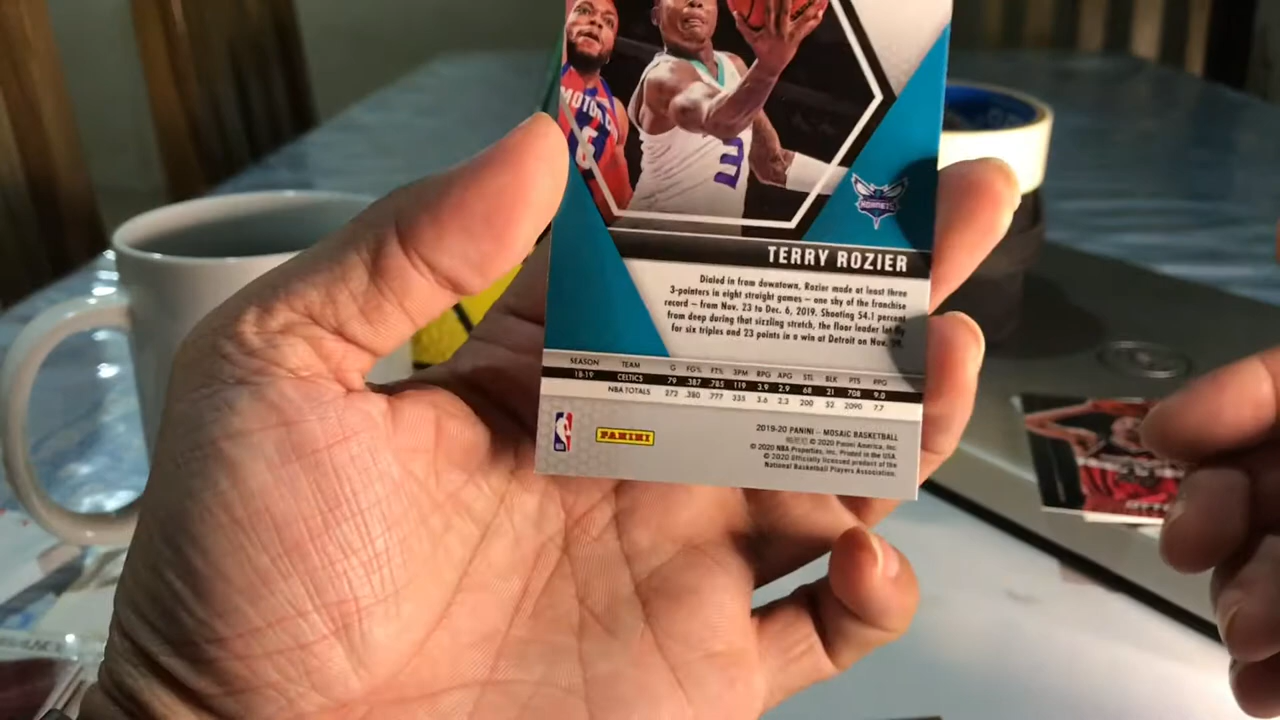 MOTOR
6
3
HORNETS
TERRY ROZIER
Dialed in from downtown, Rozier made at least three
3-pointers in eight straight games – one shy of the franchise
record – from Nov. 23 to Dec. 6, 2019. Shooting 54.1 percent
from deep during that sizzling stretch, the floor leader let fly
for six triples and 23 points in a win at Detroit on Nov.
SEASON TEAM G FG% FT% 3PM RPG APG STL BLK PTS PPG
18-19 CELTICS 79 .387 .785 119 3.9 2.9 68 21 708 9.0
NBA TOTALS 272 .380 .777 335 3.6 2.3 200 52 2090 7.7
PANINI
2019-20 PANINI – MOSAIC BASKETBALL
© 2020 Panini America, Inc.
© 2020 NBA Properties, Inc. Printed in the USA.
© 2020 Officially licensed product of the
National Basketball Players Association.